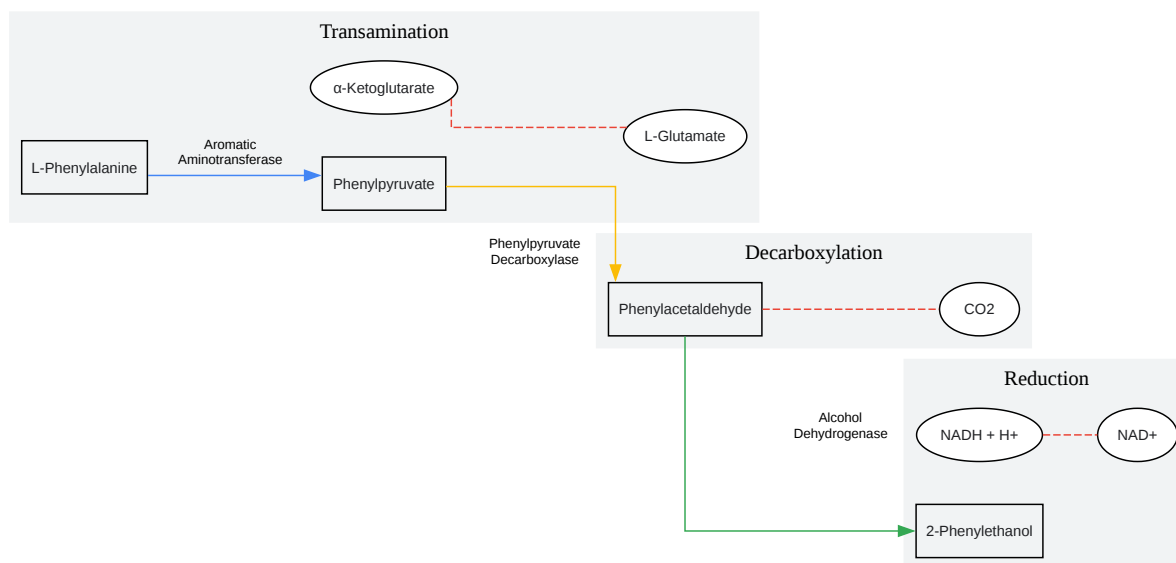 Transamination
α-Ketoglutarate
L-Glutamate
Aromatic
Aminotransferase
L-Phenylalanine
Phenylpyruvate
Phenylpyruvate
Decarboxylase
Decarboxylation
Phenylacetaldehyde
CO2
Reduction
Alcohol
Dehydrogenase
NADH + H+
NAD+
2-Phenylethanol